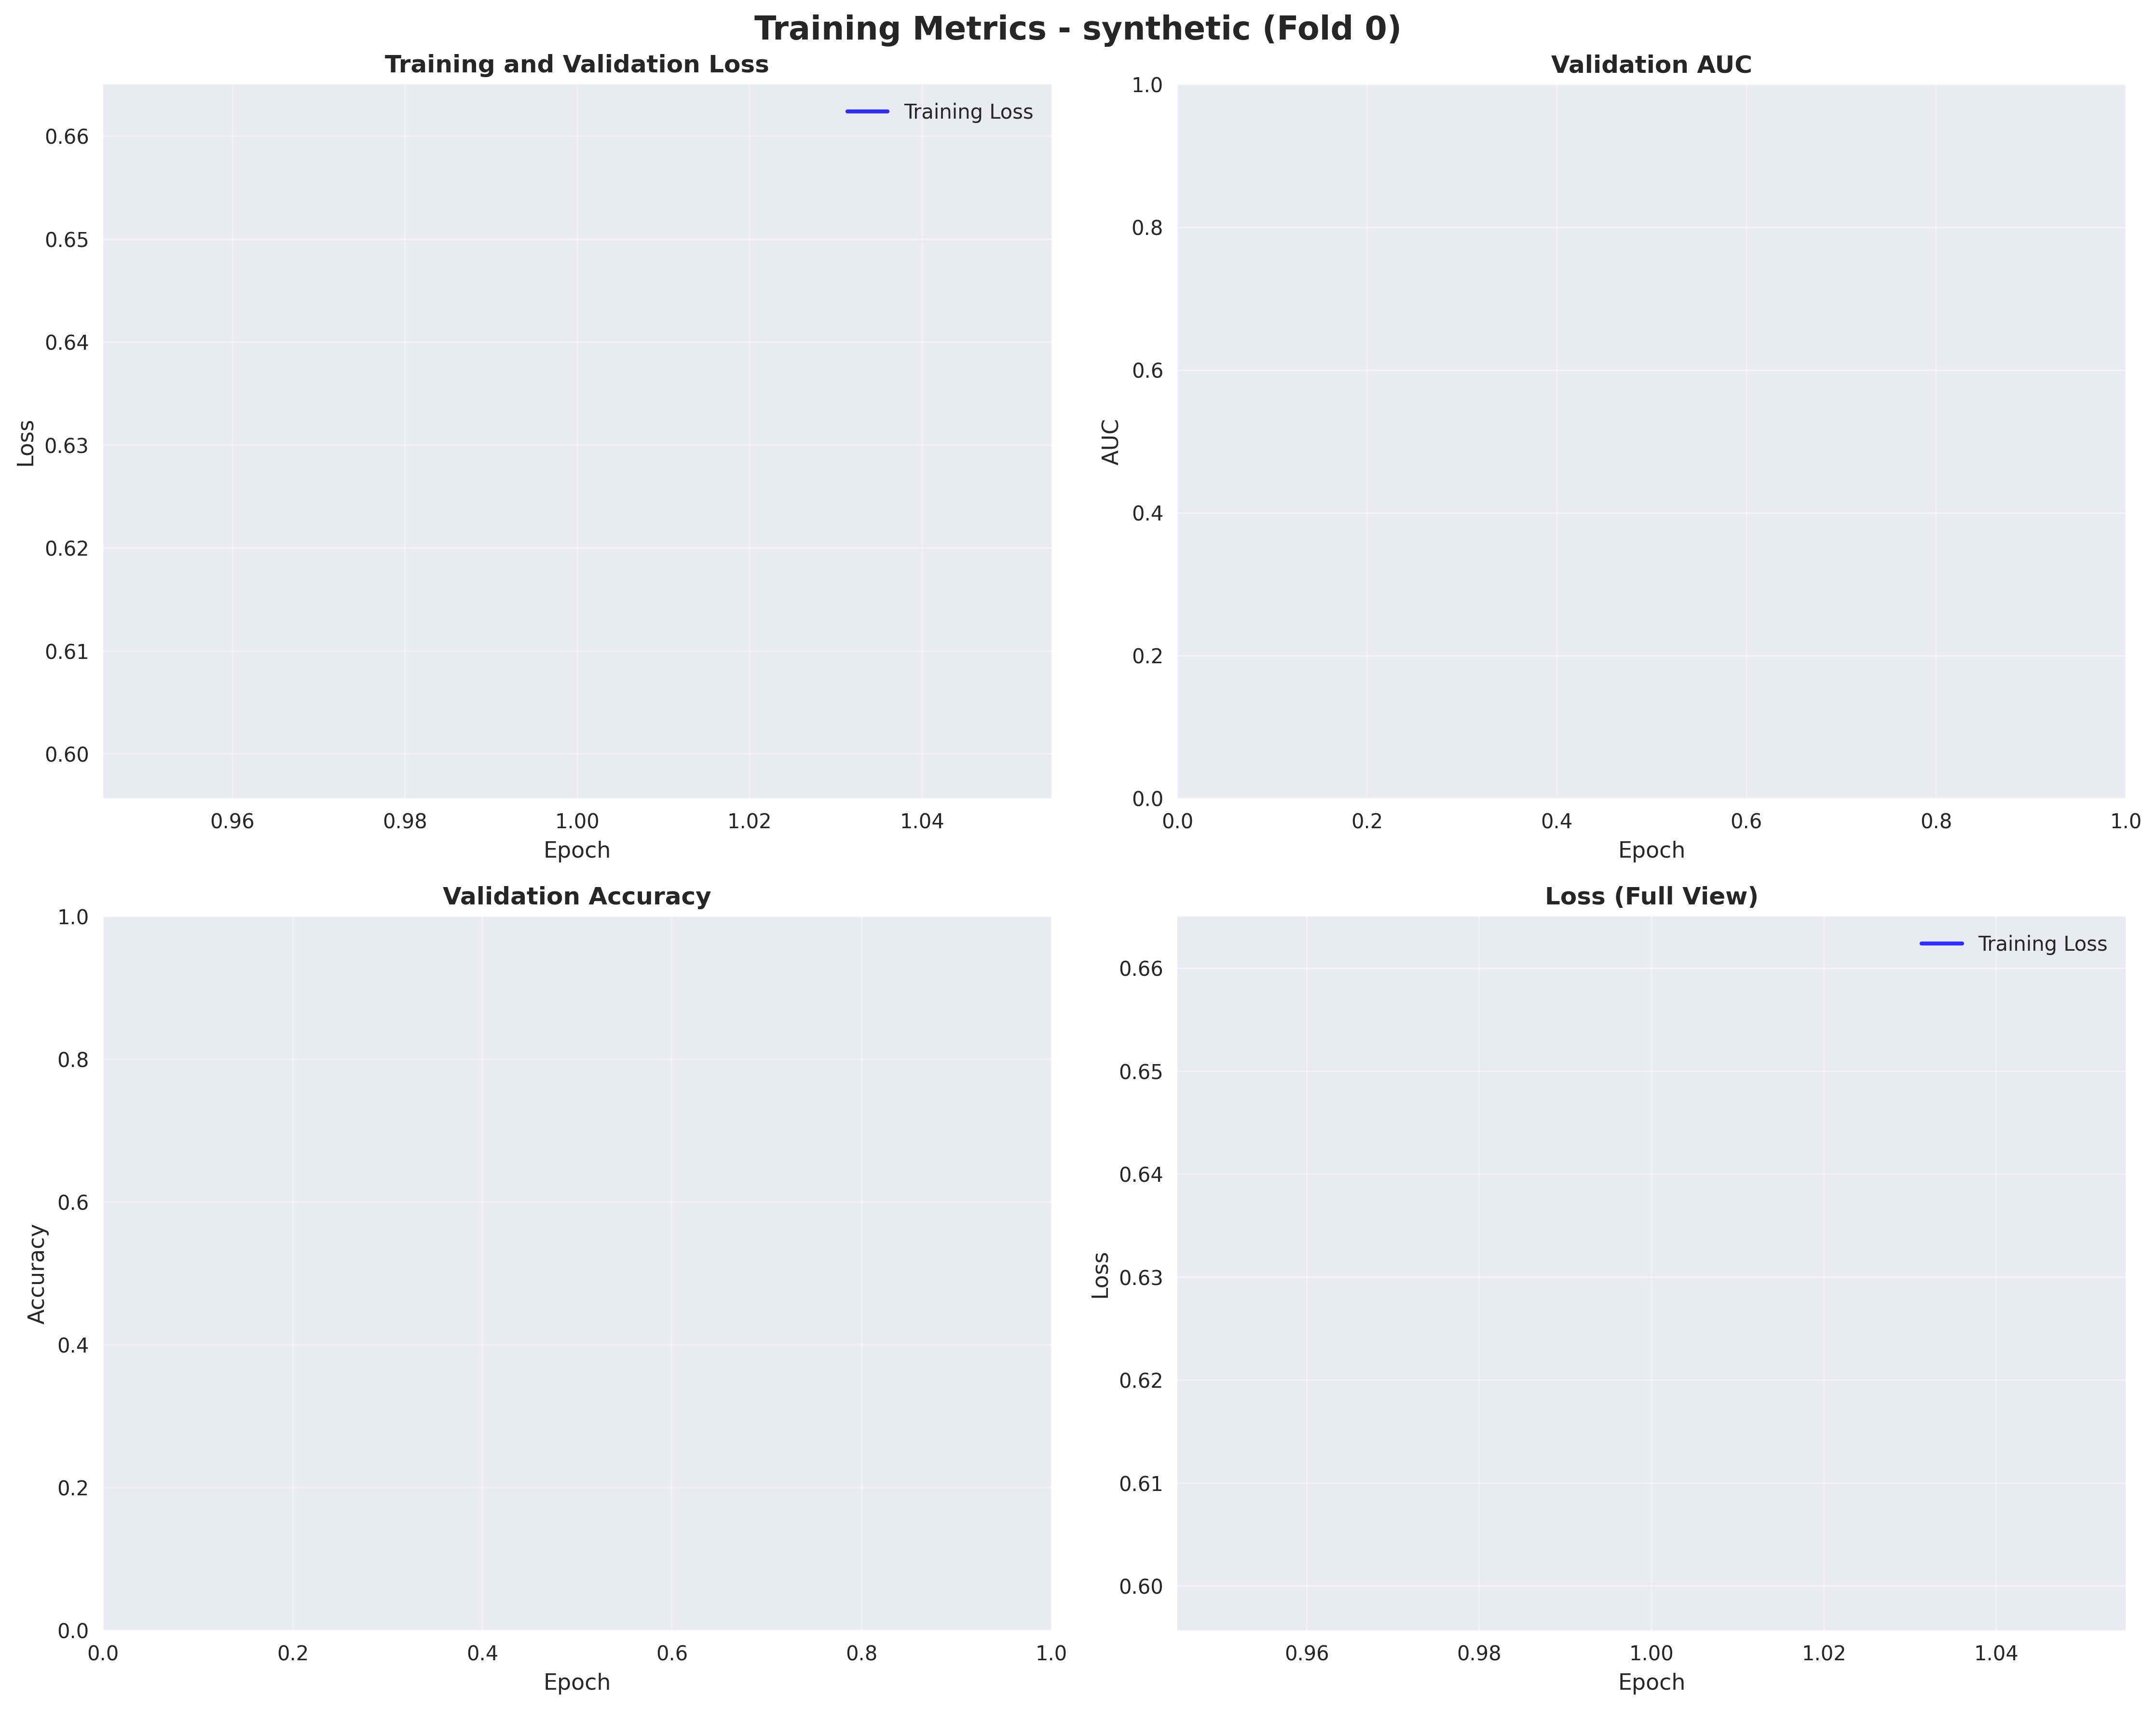 Training Metrics - synthetic (Fold 0)
Training and Validation Loss
Training Loss
0.66
0.65
0.64
0.63
0.62
0.61
0.60
Loss
0.96 0.98 1.00 1.02 1.04
Epoch
Validation AUC
1.0
0.8
0.6
0.4
0.2
0.0
AUC
0.0 0.2 0.4 0.6 0.8 1.0
Epoch
Validation Accuracy
1.0
0.8
0.6
0.4
0.2
0.0
Accuracy
0.0 0.2 0.4 0.6 0.8 1.0
Epoch
Loss (Full View)
Training Loss
0.66
0.65
0.64
0.63
0.62
0.61
0.60
Loss
0.96 0.98 1.00 1.02 1.04
Epoch